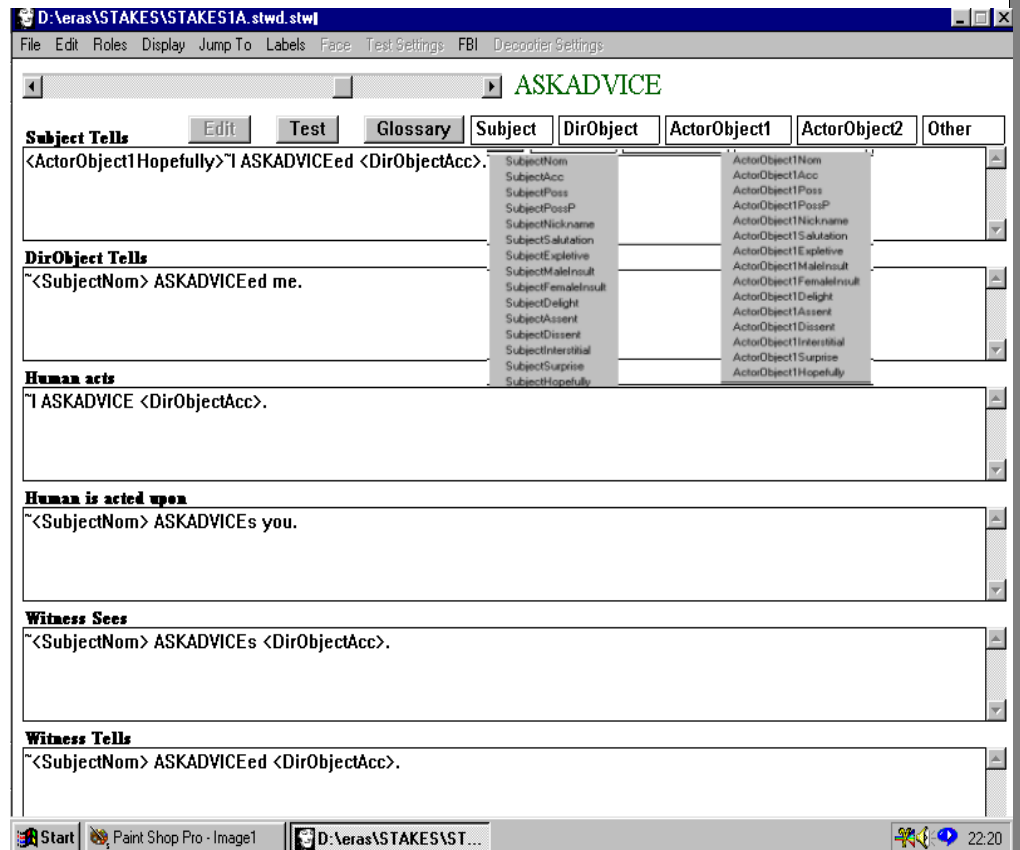 D:\eras\STAKES\STAKES1A.stwd.stwl
File Edit Roles Display Jump To Labels Face Test Settings FBI Decootier Settings
ASKADVICE
Edit Test Glossary Subject DirObject ActorObject1 ActorObject2 Other
Subject Tells
<ActorObject1Hopefully>~I ASKADVICEed <DirObjectAcc>.
SubjectNom
SubjectAcc
SubjectPoss
SubjectPossP
SubjectNickname
SubjectSalutation
SubjectExpletive
SubjectMaleInsult
SubjectFemaleInsult
SubjectDelight
SubjectAssent
SubjectDissent
SubjectInterstitial
SubjectSurprise
SubjectHopefully
ActorObject1Nom
ActorObject1Acc
ActorObject1Poss
ActorObject1PossP
ActorObject1Nickname
ActorObject1Salutation
ActorObject1Expletive
ActorObject1MaleInsult
ActorObject1FemaleInsult
ActorObject1Delight
ActorObject1Assent
ActorObject1Dissent
ActorObject1Interstitial
ActorObject1Surprise
ActorObject1Hopefully
DirObject Tells
~<SubjectNom> ASKADVICEed me.
Human acts
~I ASKADVICE <DirObjectAcc>.
Human is acted upon
~<SubjectNom> ASKADVICEs you.
Witness Sees
~<SubjectNom> ASKADVICEs <DirObjectAcc>.
Witness Tells
~<SubjectNom> ASKADVICEed <DirObjectAcc>.
Start Paint Shop Pro - Image1 D:\eras\STAKES\ST... 22:20